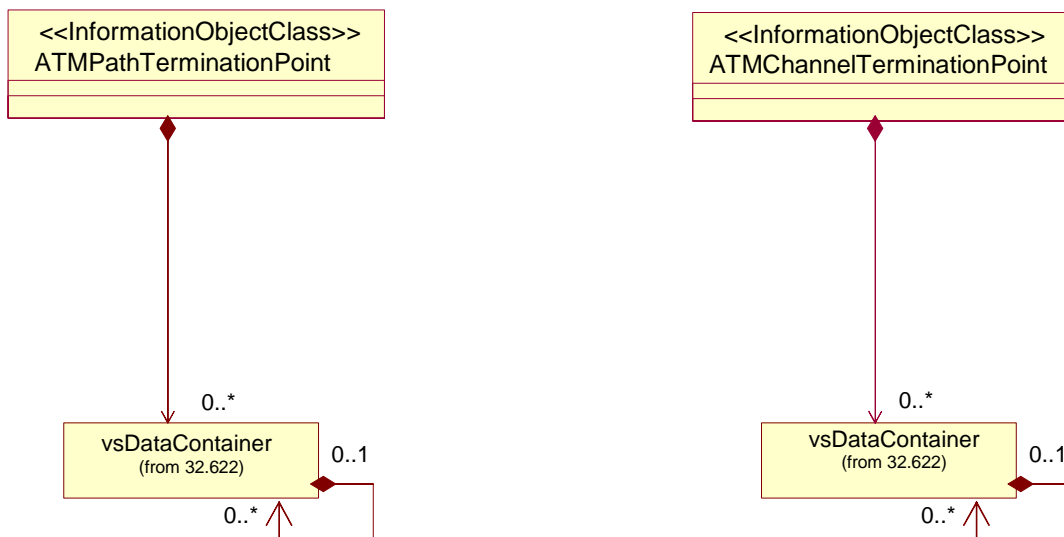 <<InformationObjectClass>>
ATMPathTerminationPoint
0..*
vsDataContainer
(from 32.622)
0..1
0..*
<<InformationObjectClass>>
ATMChannelTerminationPoint
0..*
vsDataContainer
(from 32.622)
0..1
0..*